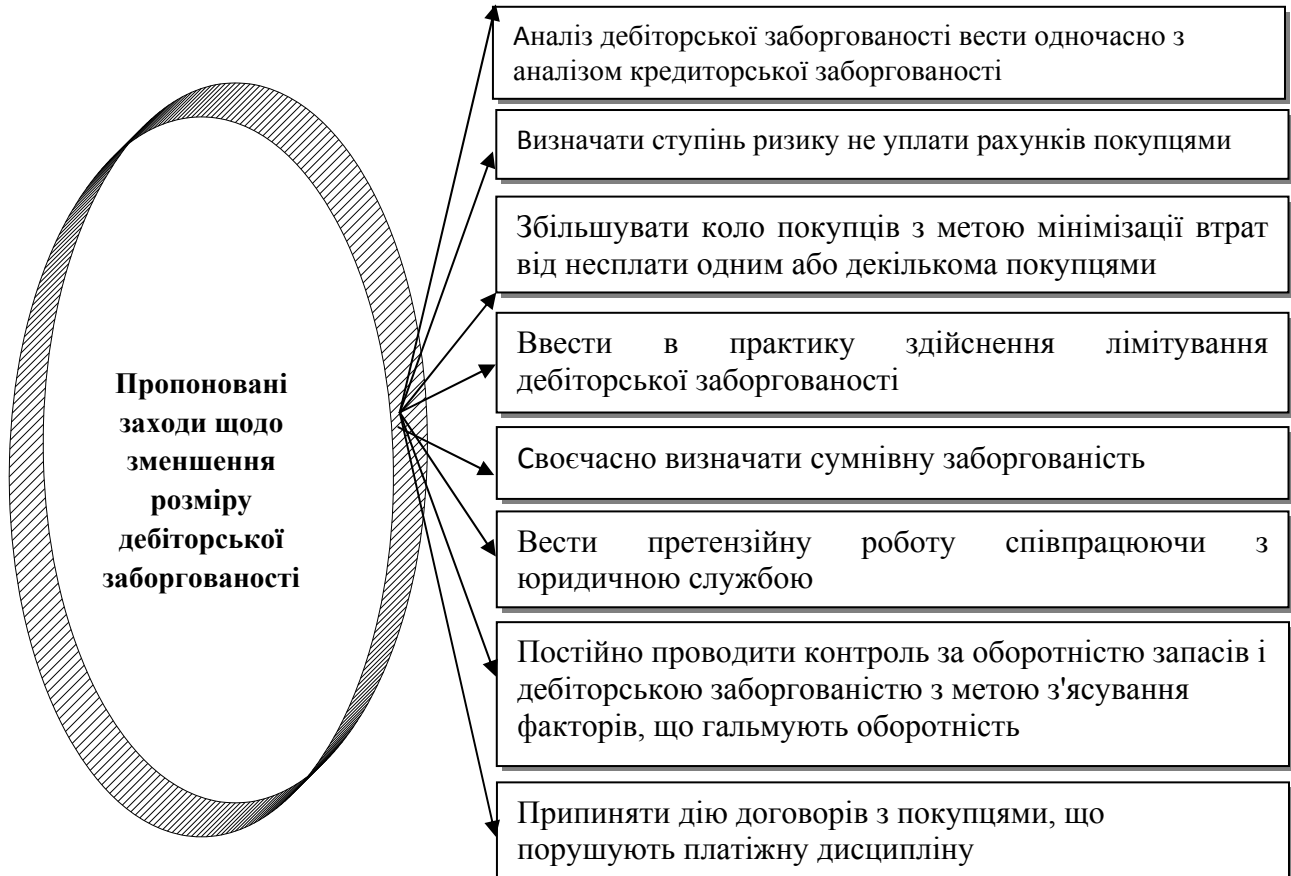 Пропоновані
заходи щодо
зменшення
розміру
дебіторської
заборгованості
Аналіз дебіторської заборгованості вести одночасно з
аналізом кредиторської заборгованості
Визначати ступінь ризику не уплати рахунків покупцями
Збільшувати коло покупців з метою мінімізації втрат
від несплати одним або декількома покупцями
Ввести в практику здійснення лімітування
дебіторської заборгованості
Своєчасно визначати сумнівну заборгованість
Вести претензійну роботу співпрацюючи з
юридичною службою
Постійно проводити контроль за оборотністю запасів і
дебіторською заборгованістю з метою з'ясування
факторів, що гальмують оборотність
Припиняти дію договорів з покупцями, що
порушують платіжну дисципліну